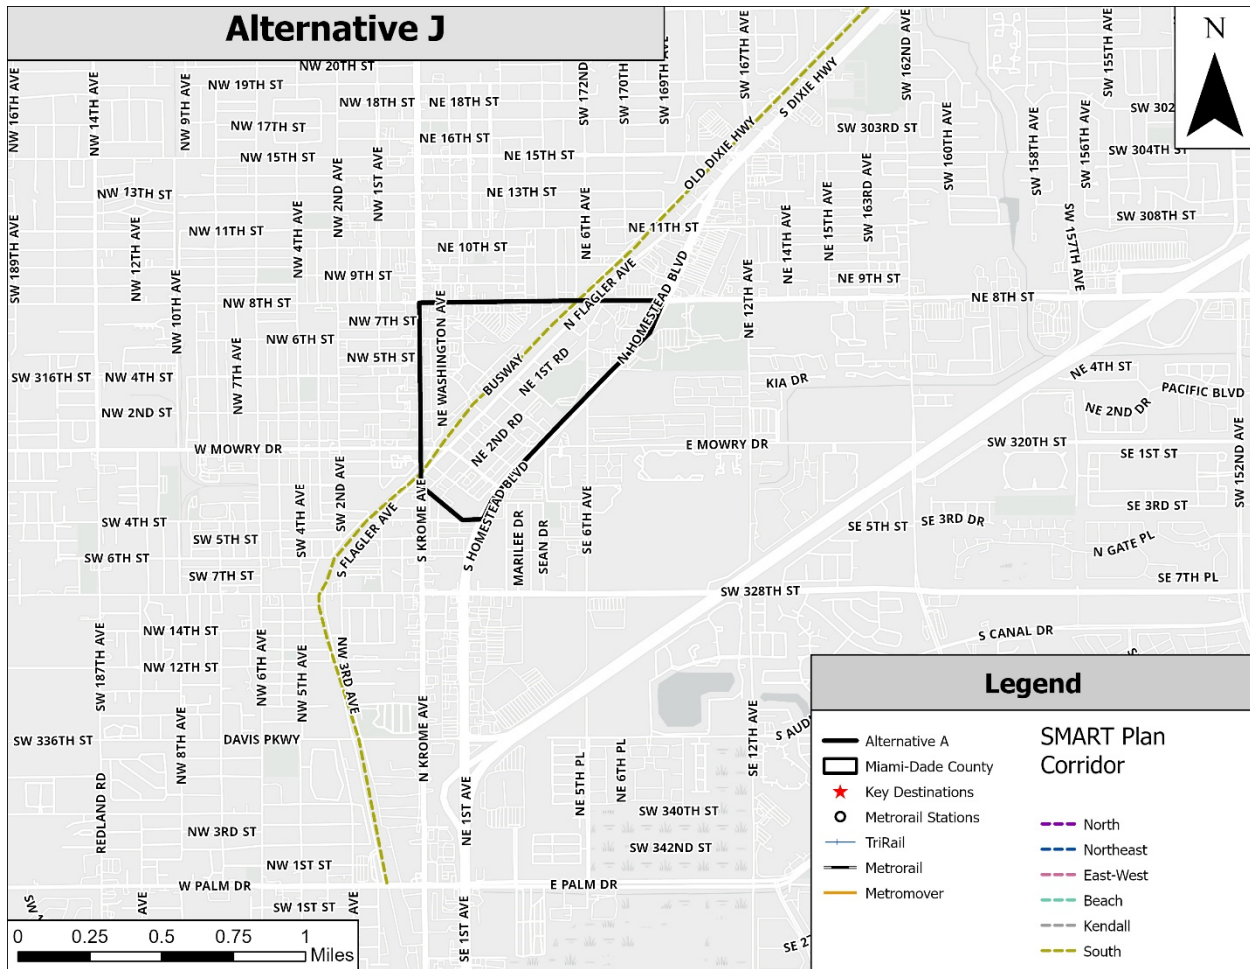 Alternative J
N
NW 20TH ST
NW 19TH ST
NW 18TH ST
NE 18TH ST
NW 17TH ST
NE 16TH ST
NW 15TH ST
NE 15TH ST
NW 13TH ST
NE 13TH ST
NW 11TH ST
NE 11TH ST
NE 10TH ST
NW 9TH ST
NE 9TH ST
NW 8TH ST
NE 8TH ST
NW 7TH ST
NW 6TH ST
NW 5TH ST
SW 316TH ST
NW 4TH ST
NW 2ND ST
W MOWRY DR
E MOWRY DR
NW 16TH AVE
NW 14TH AVE
NW 9TH AVE
NW 2ND AVE
NW 1ST AVE
NW 4TH AVE
SW 189TH AVE
NW 12TH AVE
NW 10TH AVE
NW 7TH AVE
NE WASHINGTON AVE
SW 172ND
SW 170TH
SW 169TH AVE
SW 167TH AVE
SW 162ND AVE
SW 155TH AVE
S DIXIE HWY
OLD DIXIE HWY
SW 302
SW 303RD ST
SW 304TH ST
SW 308TH ST
SW 160TH AVE
SW 158TH AVE
SW 156TH AVE
SW 157TH AVE
SW 163RD AVE
NE 15TH AVE
NE 14TH AVE
NE 12TH AVE
NE 6TH AVE
N FLAGLER AVE
N HOMESTEAD BLVD
BUSWAY
NE 1ST RD
NE 2ND RD
KIA DR
NE 4TH ST
PACIFIC BLVD
NE 2ND DR
SW 320TH ST
SE 1ST ST
SW 152ND AVE
SE 3RD ST
SE 3RD DR
SE 5TH ST
N GATE PL
SE 7TH PL
SW 4TH ST
SW 5TH ST
SW 6TH ST
SW 7TH ST
SW 4TH AVE
SW 2ND AVE
S FLAGLER AVE
S KROME AVE
S HOMESTEAD BLVD
MARILEE DR
SEAN DR
SE 6TH AVE
SW 328TH ST
S CANAL DR
NW 14TH ST
NW 12TH ST
SW 187TH AVE
NW 6TH AVE
NW 5TH AVE
NW 3RD AVE
SW 336TH ST
NW 8TH AVE
DAVIS PKWY
N KROME AVE
REDLAND RD
NW 3RD ST
NW 1ST ST
W PALM DR
E PALM DR
SW 1ST ST
AVE
AVE
NE 1ST AVE
SE 1ST AVE
NE 5TH PL
NE 6TH PL
SE 12TH AVE
S AUD
SW 340TH ST
SW 342ND ST
SE 27
0 0.25 0.5 0.75 1
Miles
Legend
Alternative A
Miami-Dade County
Key Destinations
Metrorail Stations
TriRail
Metrorail
Metromover
SMART Plan
Corridor
North
Northeast
East-West
Beach
Kendall
South